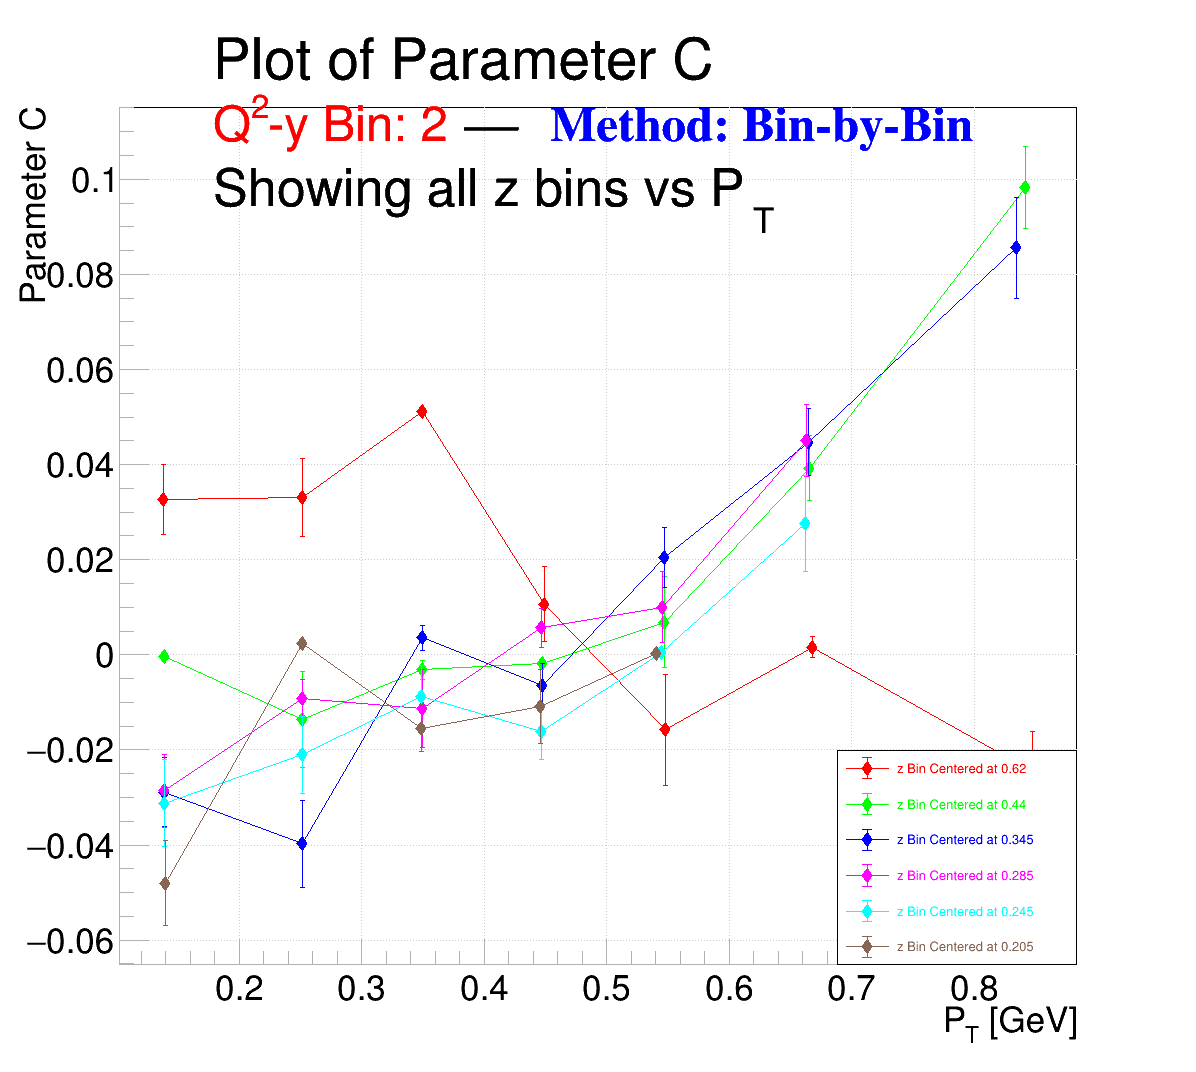 Plot of Parameter C
Q²-y Bin: 2 — Method: Bin-by-Bin
Showing all z bins vs P_T
Parameter C
0.1
0.08
0.06
0.04
0.02
0
−0.02
−0.04
−0.06
z Bin Centered at 0.62
z Bin Centered at 0.44
z Bin Centered at 0.345
z Bin Centered at 0.285
z Bin Centered at 0.245
z Bin Centered at 0.205
0.2 0.3 0.4 0.5 0.6 0.7 0.8
P_T [GeV]